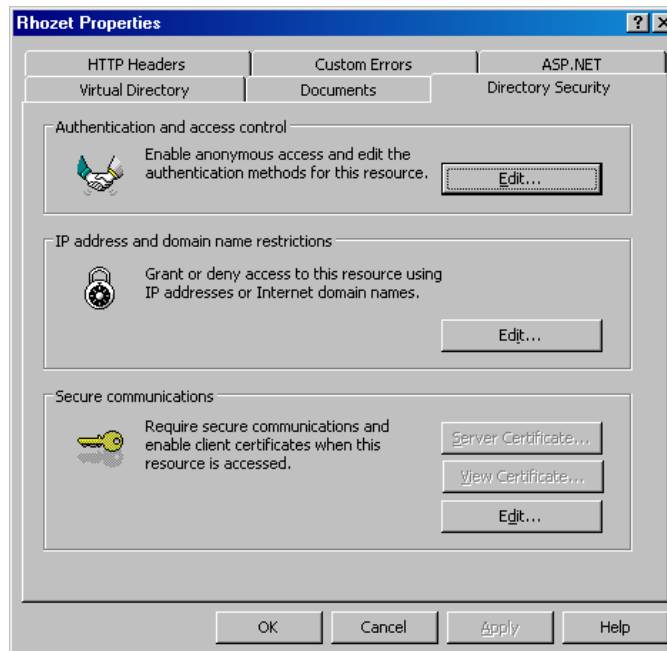 Rhozet Properties
HTTP Headers
Custom Errors
ASP.NET
Virtual Directory
Documents
Directory Security
Authentication and access control
Enable anonymous access and edit the
authentication methods for this resource.
Edit...
IP address and domain name restrictions
Grant or deny access to this resource using
IP addresses or Internet domain names.
Edit...
Secure communications
Require secure communications and
enable client certificates when this
resource is accessed.
Server Certificate...
View Certificate...
Edit...
OK
Cancel
Apply
Help